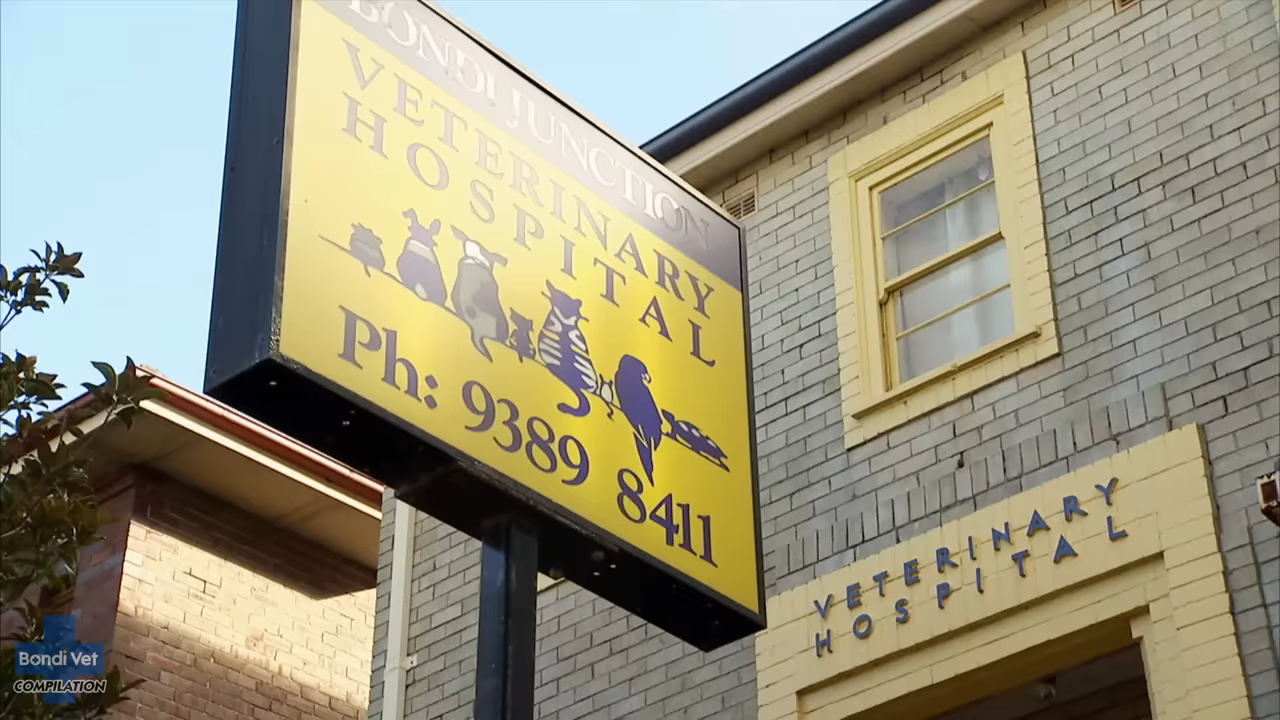 BONDI JUNCTION
VETERINARY
HOSPITAL
Ph: 9389 8411
VETERINARY
HOSPITAL
Bondi Vet
COMPILATION